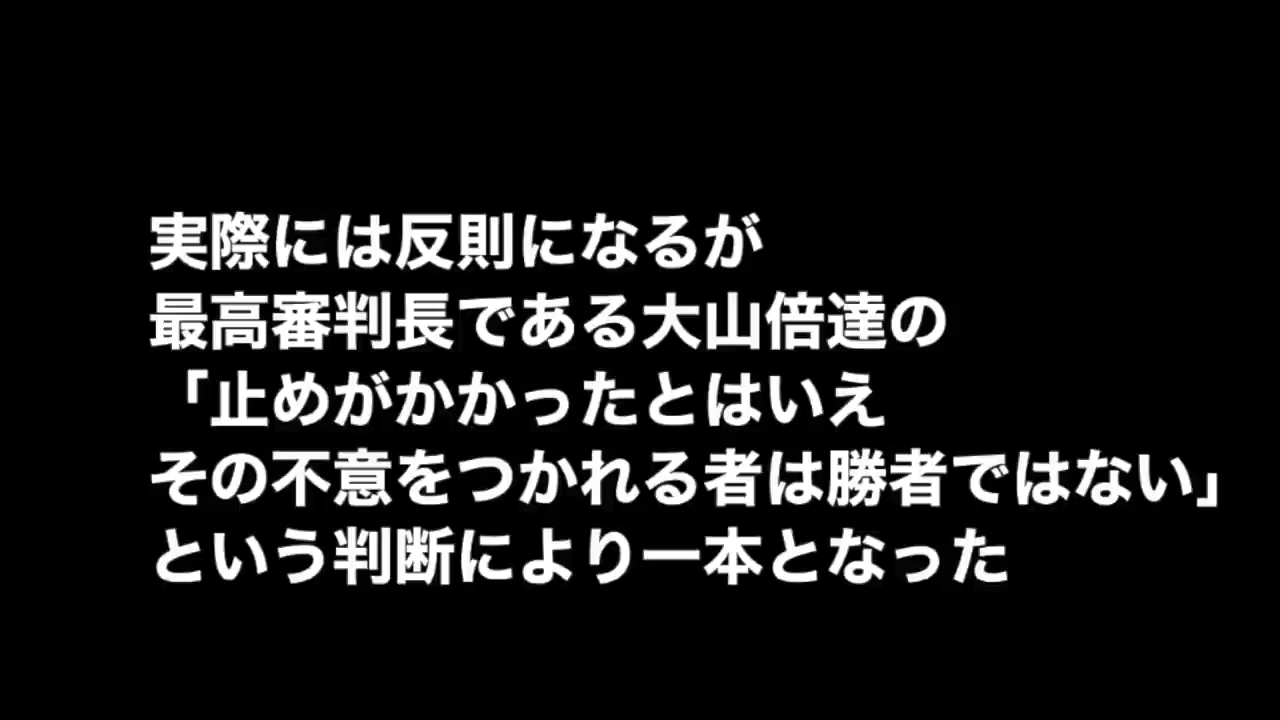 実際には反則になるが
最高審判長である大山倍達の
「止めがかかったとはいえ
その不意をつかれる者は勝者ではない」
という判断により一本となった